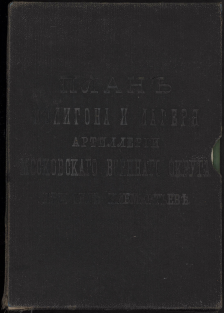 ПЛАНЪ
ПОЛИГОНА И ЛАГЕРЯ
АРТИЛЛЕРІИ
МОСКОВСКАГО ВОЕННАГО ОКРУГА